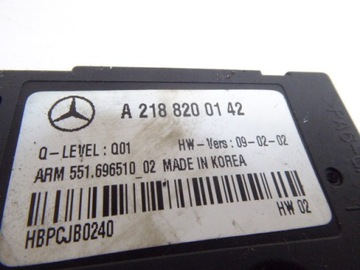 A 218 820 01 42
Q-LEVEL : Q01 HW-Vers : 09-02-02
ARM 551.696510_02 MADE IN KOREA
HBPCJB0240 HW 02